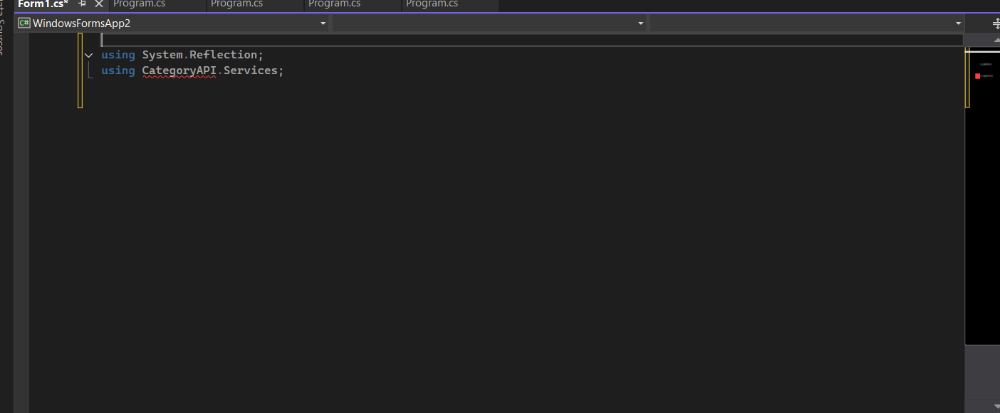 Form1.cs* Program.cs Program.cs Program.cs Program.cs
C# WindowsFormsApp2
using System.Reflection;
using CategoryAPI.Services;